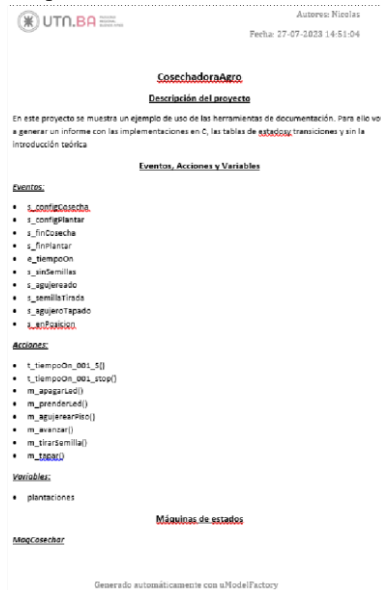 UTN.BA
Autores: Nicolas
Fecha: 27-07-2023 14:51:04
CosechadoraAgro
Descripción del proyecto
En este proyecto se muestra un ejemplo de uso de las herramientas de documentación. Para ello vo
a generar un informe con las implementaciones en C, las tablas de estadosy transiciones y sin la
introducción teórica
Eventos, Acciones y Variables
Eventos:
• s_configCosecha
• s_configPlantar
• s_finCosecha
• s_finPlantar
• e_tiempoOn
• s_sinSemillas
• s_agujereado
• s_semillaTirada
• s_agujeroTapado
• s_enPosicion
Acciones:
• t_tiempoOn_001_S()
• t_tiempoOn_001_stop()
• m_apagarLed()
• m_prenderLed()
• m_agujerearPiso()
• m_avanzar()
• m_tirarSemilla()
• m_tapar()
Variables:
• plantaciones
Máquinas de estados
MaqCosechar
Generado automáticamente con uModelFactory